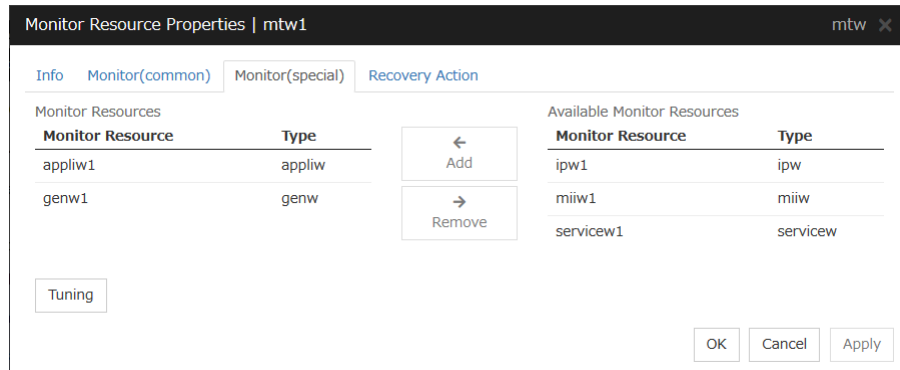 Monitor Resource Properties | mtw1 mtw
Info Monitor(common) Monitor(special) Recovery Action
Monitor Resources Available Monitor Resources
Monitor Resource Type Monitor Resource Type
appliw1 appliw Add ipw1 ipw
genw1 genw Remove miiw1 miiw
servicew1 servicew
Tuning
OK Cancel Apply